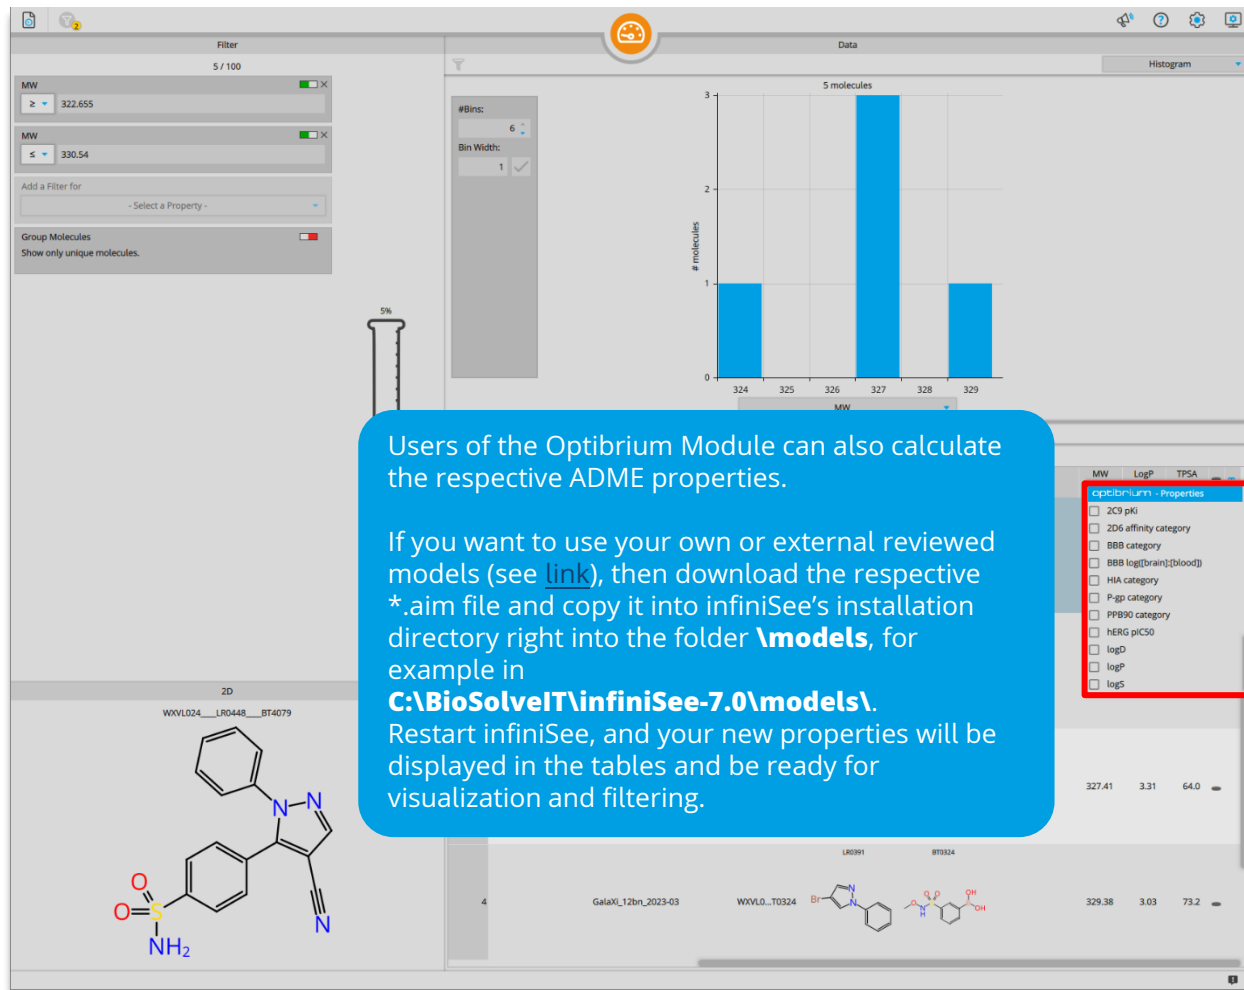 2
Filter
Data
5 / 100
Histogram
MW
≥ 322.655
MW
≤ 330.54
Add a Filter for
- Select a Property -
Group Molecules
Show only unique molecules.
5%
#Bins:
6
Bin Width:
1
5 molecules
3
2
1
0
# molecules
324 325 326 327 328 329
MW
Users of the Optibrium Module can also calculate
the respective ADME properties.
If you want to use your own or external reviewed
models (see link), then download the respective
*.aim file and copy it into infiniSee’s installation
directory right into the folder \models, for
example in
C:\BioSolveIT\infiniSee-7.0\models\.
Restart infiniSee, and your new properties will be
displayed in the tables and be ready for
visualization and filtering.
MW LogP TPSA
optibrium - Properties
2C9 pKi
2D6 affinity category
BBB category
BBB log([brain]:[blood])
HIA category
P-gp category
PPB90 category
hERG pIC50
logD
logP
logS
327.41 3.31 64.0
2D
WXVL024___LR0448___BT4079
N N
N
O
O S
NH2
LR0391 BT0324
4 GalaXi_12bn_2023-03 WXVL0...T0324
Br N N
O O O N H S B OH OH
329.38 3.03 73.2